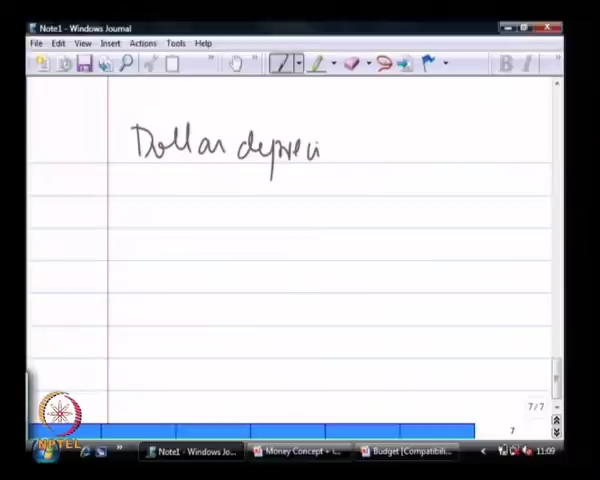 Note1 - Windows Journal
File Edit View Insert Actions Tools Help
B I
Dollar depreci
7/7
7
NPTEL
Note1 - Windows Jo...
Money Concept + I...
Budget [Compatibili...
11:09